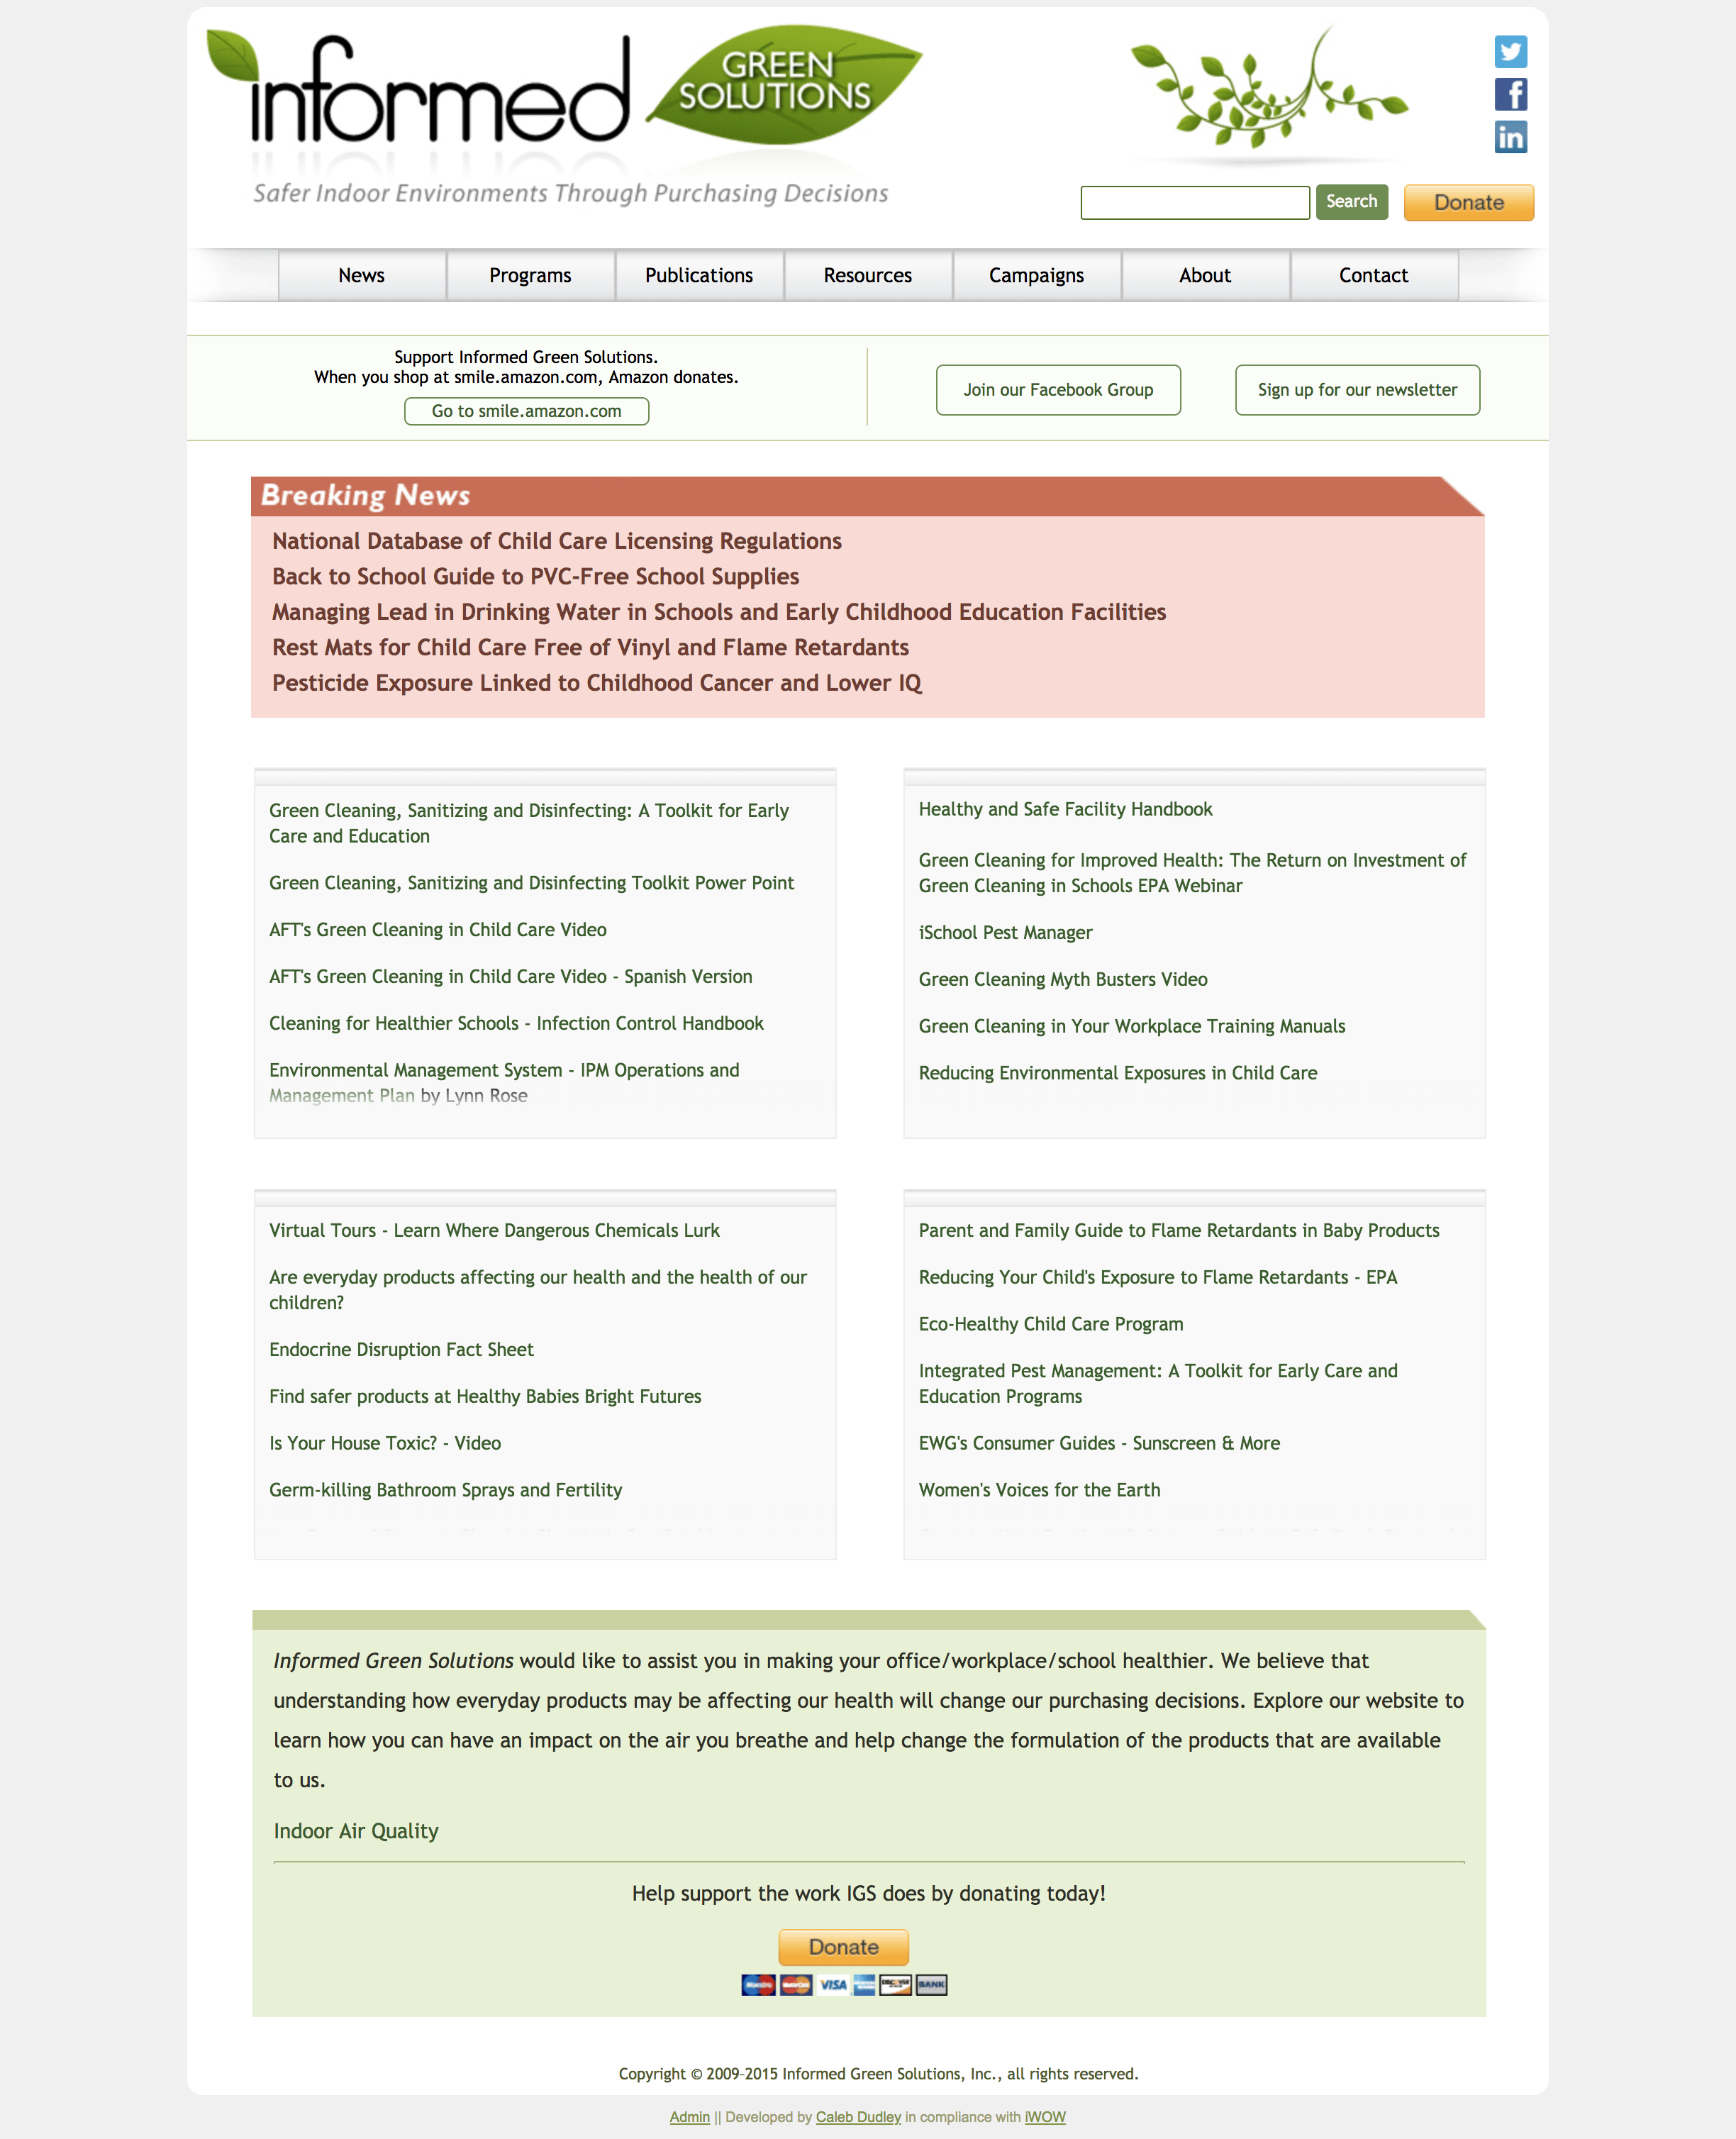 informed GREEN SOLUTIONS
Safer Indoor Environments Through Purchasing Decisions
Search
Donate
News
Programs
Publications
Resources
Campaigns
About
Contact
Support Informed Green Solutions.
When you shop at smile.amazon.com, Amazon donates.
Go to smile.amazon.com
Join our Facebook Group
Sign up for our newsletter
Breaking News
National Database of Child Care Licensing Regulations
Back to School Guide to PVC-Free School Supplies
Managing Lead in Drinking Water in Schools and Early Childhood Education Facilities
Rest Mats for Child Care Free of Vinyl and Flame Retardants
Pesticide Exposure Linked to Childhood Cancer and Lower IQ
Green Cleaning, Sanitizing and Disinfecting: A Toolkit for Early
Care and Education
Green Cleaning, Sanitizing and Disinfecting Toolkit Power Point
AFT's Green Cleaning in Child Care Video
AFT's Green Cleaning in Child Care Video - Spanish Version
Cleaning for Healthier Schools - Infection Control Handbook
Environmental Management System - IPM Operations and
Management Plan by Lynn Rose
Healthy and Safe Facility Handbook
Green Cleaning for Improved Health: The Return on Investment of
Green Cleaning in Schools EPA Webinar
iSchool Pest Manager
Green Cleaning Myth Busters Video
Green Cleaning in Your Workplace Training Manuals
Reducing Environmental Exposures in Child Care
Virtual Tours - Learn Where Dangerous Chemicals Lurk
Are everyday products affecting our health and the health of our
children?
Endocrine Disruption Fact Sheet
Find safer products at Healthy Babies Bright Futures
Is Your House Toxic? - Video
Germ-killing Bathroom Sprays and Fertility
Parent and Family Guide to Flame Retardants in Baby Products
Reducing Your Child's Exposure to Flame Retardants - EPA
Eco-Healthy Child Care Program
Integrated Pest Management: A Toolkit for Early Care and
Education Programs
EWG's Consumer Guides - Sunscreen & More
Women's Voices for the Earth
Informed Green Solutions would like to assist you in making your office/workplace/school healthier. We believe that
understanding how everyday products may be affecting our health will change our purchasing decisions. Explore our website to
learn how you can have an impact on the air you breathe and help change the formulation of the products that are available
to us.
Indoor Air Quality
Help support the work IGS does by donating today!
Donate
Maestro MasterCard VISA DISCOVER BANK
Copyright © 2009-2015 Informed Green Solutions, Inc., all rights reserved.
Admin || Developed by Caleb Dudley in compliance with iWOW